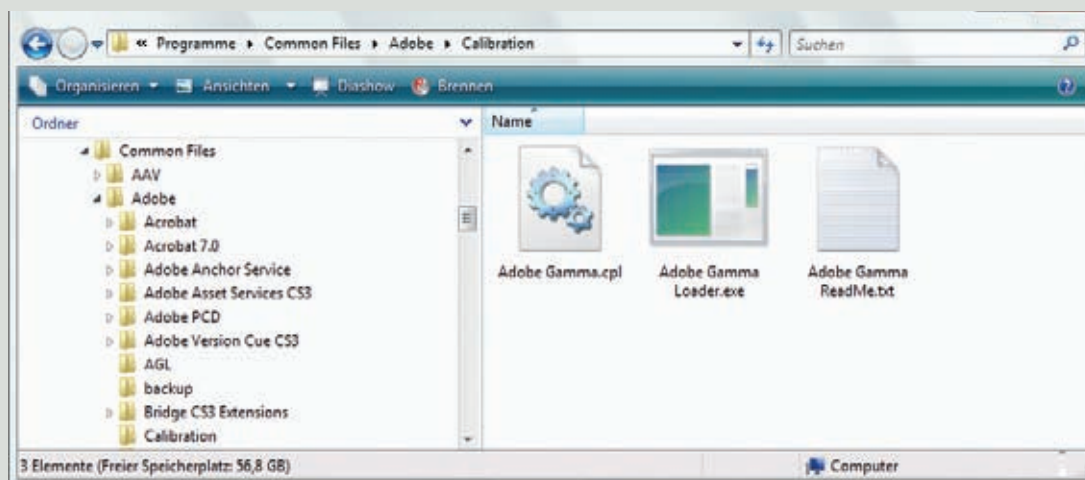 « Programme ▸ Common Files ▸ Adobe ▸ Calibration
Suchen
Organisieren Ansichten Diashow Brennen
Ordner
Name
Common Files
AAV
Adobe
Acrobat
Acrobat 7.0
Adobe Anchor Service
Adobe Asset Services CS3
Adobe PCD
Adobe Version Cue CS3
AGL
backup
Bridge CS3 Extensions
Calibration
Adobe Gamma.cpl
Adobe Gamma
Loader.exe
Adobe Gamma
ReadMe.txt
3 Elemente (Freier Speicherplatz: 56,8 GB)
Computer